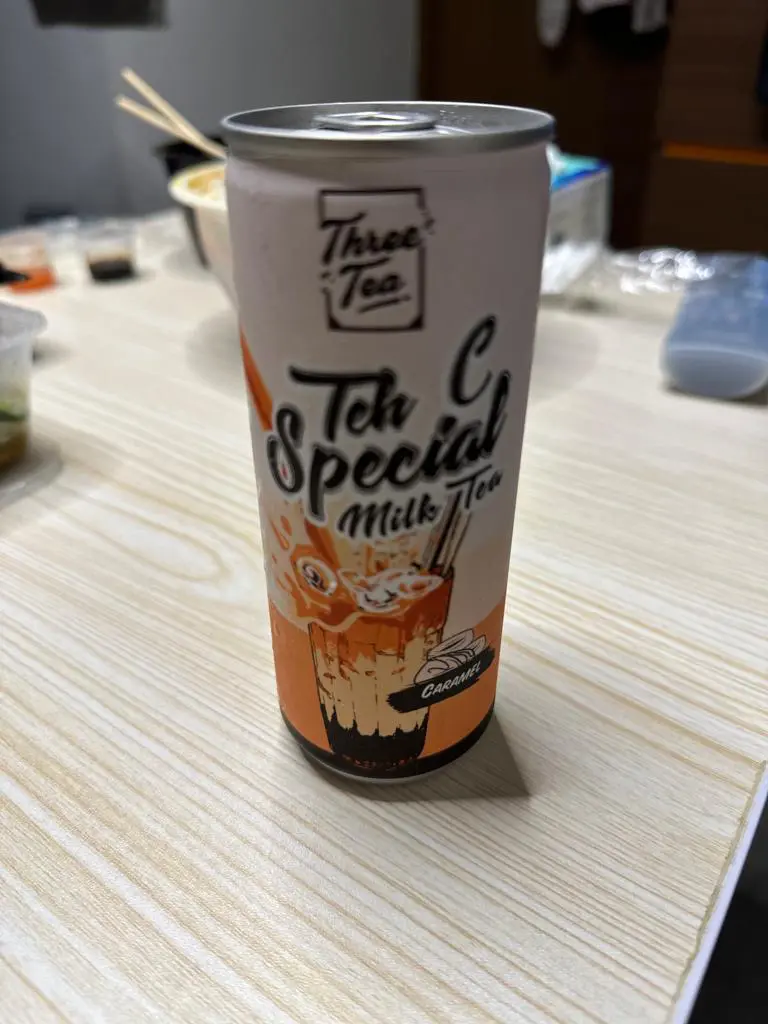 Three
Tea
Teh C
Special
Milk Tea
CARAMEL